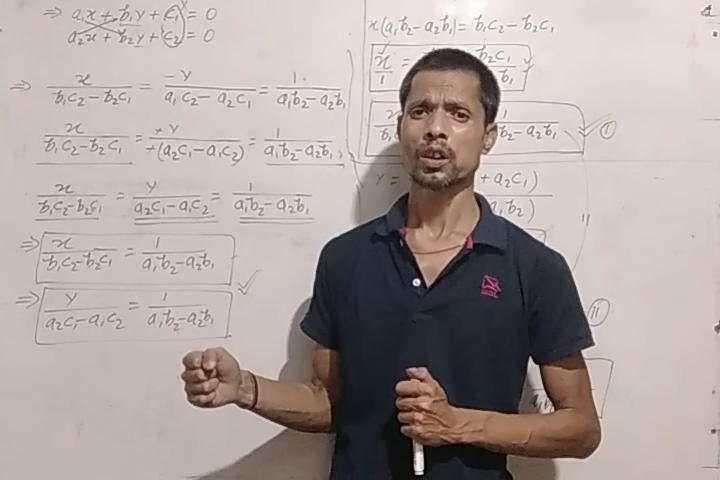 ⇒ a₁x + b₁y + c₁ = 0
a₂x + b₂y + c₂ = 0
⇒ x/(b₁c₂ - b₂c₁) = -y/(a₁c₂ - a₂c₁) = 1/(a₁b₂ - a₂b₁)
x/(b₁c₂ - b₂c₁) = +y/+(a₂c₁ - a₁c₂) = 1/(a₁b₂ - a₂b₁)
x/(b₁c₂ - b₂c₁) = y/(a₂c₁ - a₁c₂) = 1/(a₁b₂ - a₂b₁)
⇒ x/(b₁c₂ - b₂c₁) = 1/(a₁b₂ - a₂b₁)
⇒ y/(a₂c₁ - a₁c₂) = 1/(a₁b₂ - a₂b₁)
x(a₁b₂ - a₂b₁) = b₁c₂ - b₂c₁
x/1 = b₂c₁
b₁
1
b₂ - a₂b₁ I
y = + a₂c₁)
a₁b₂)
II